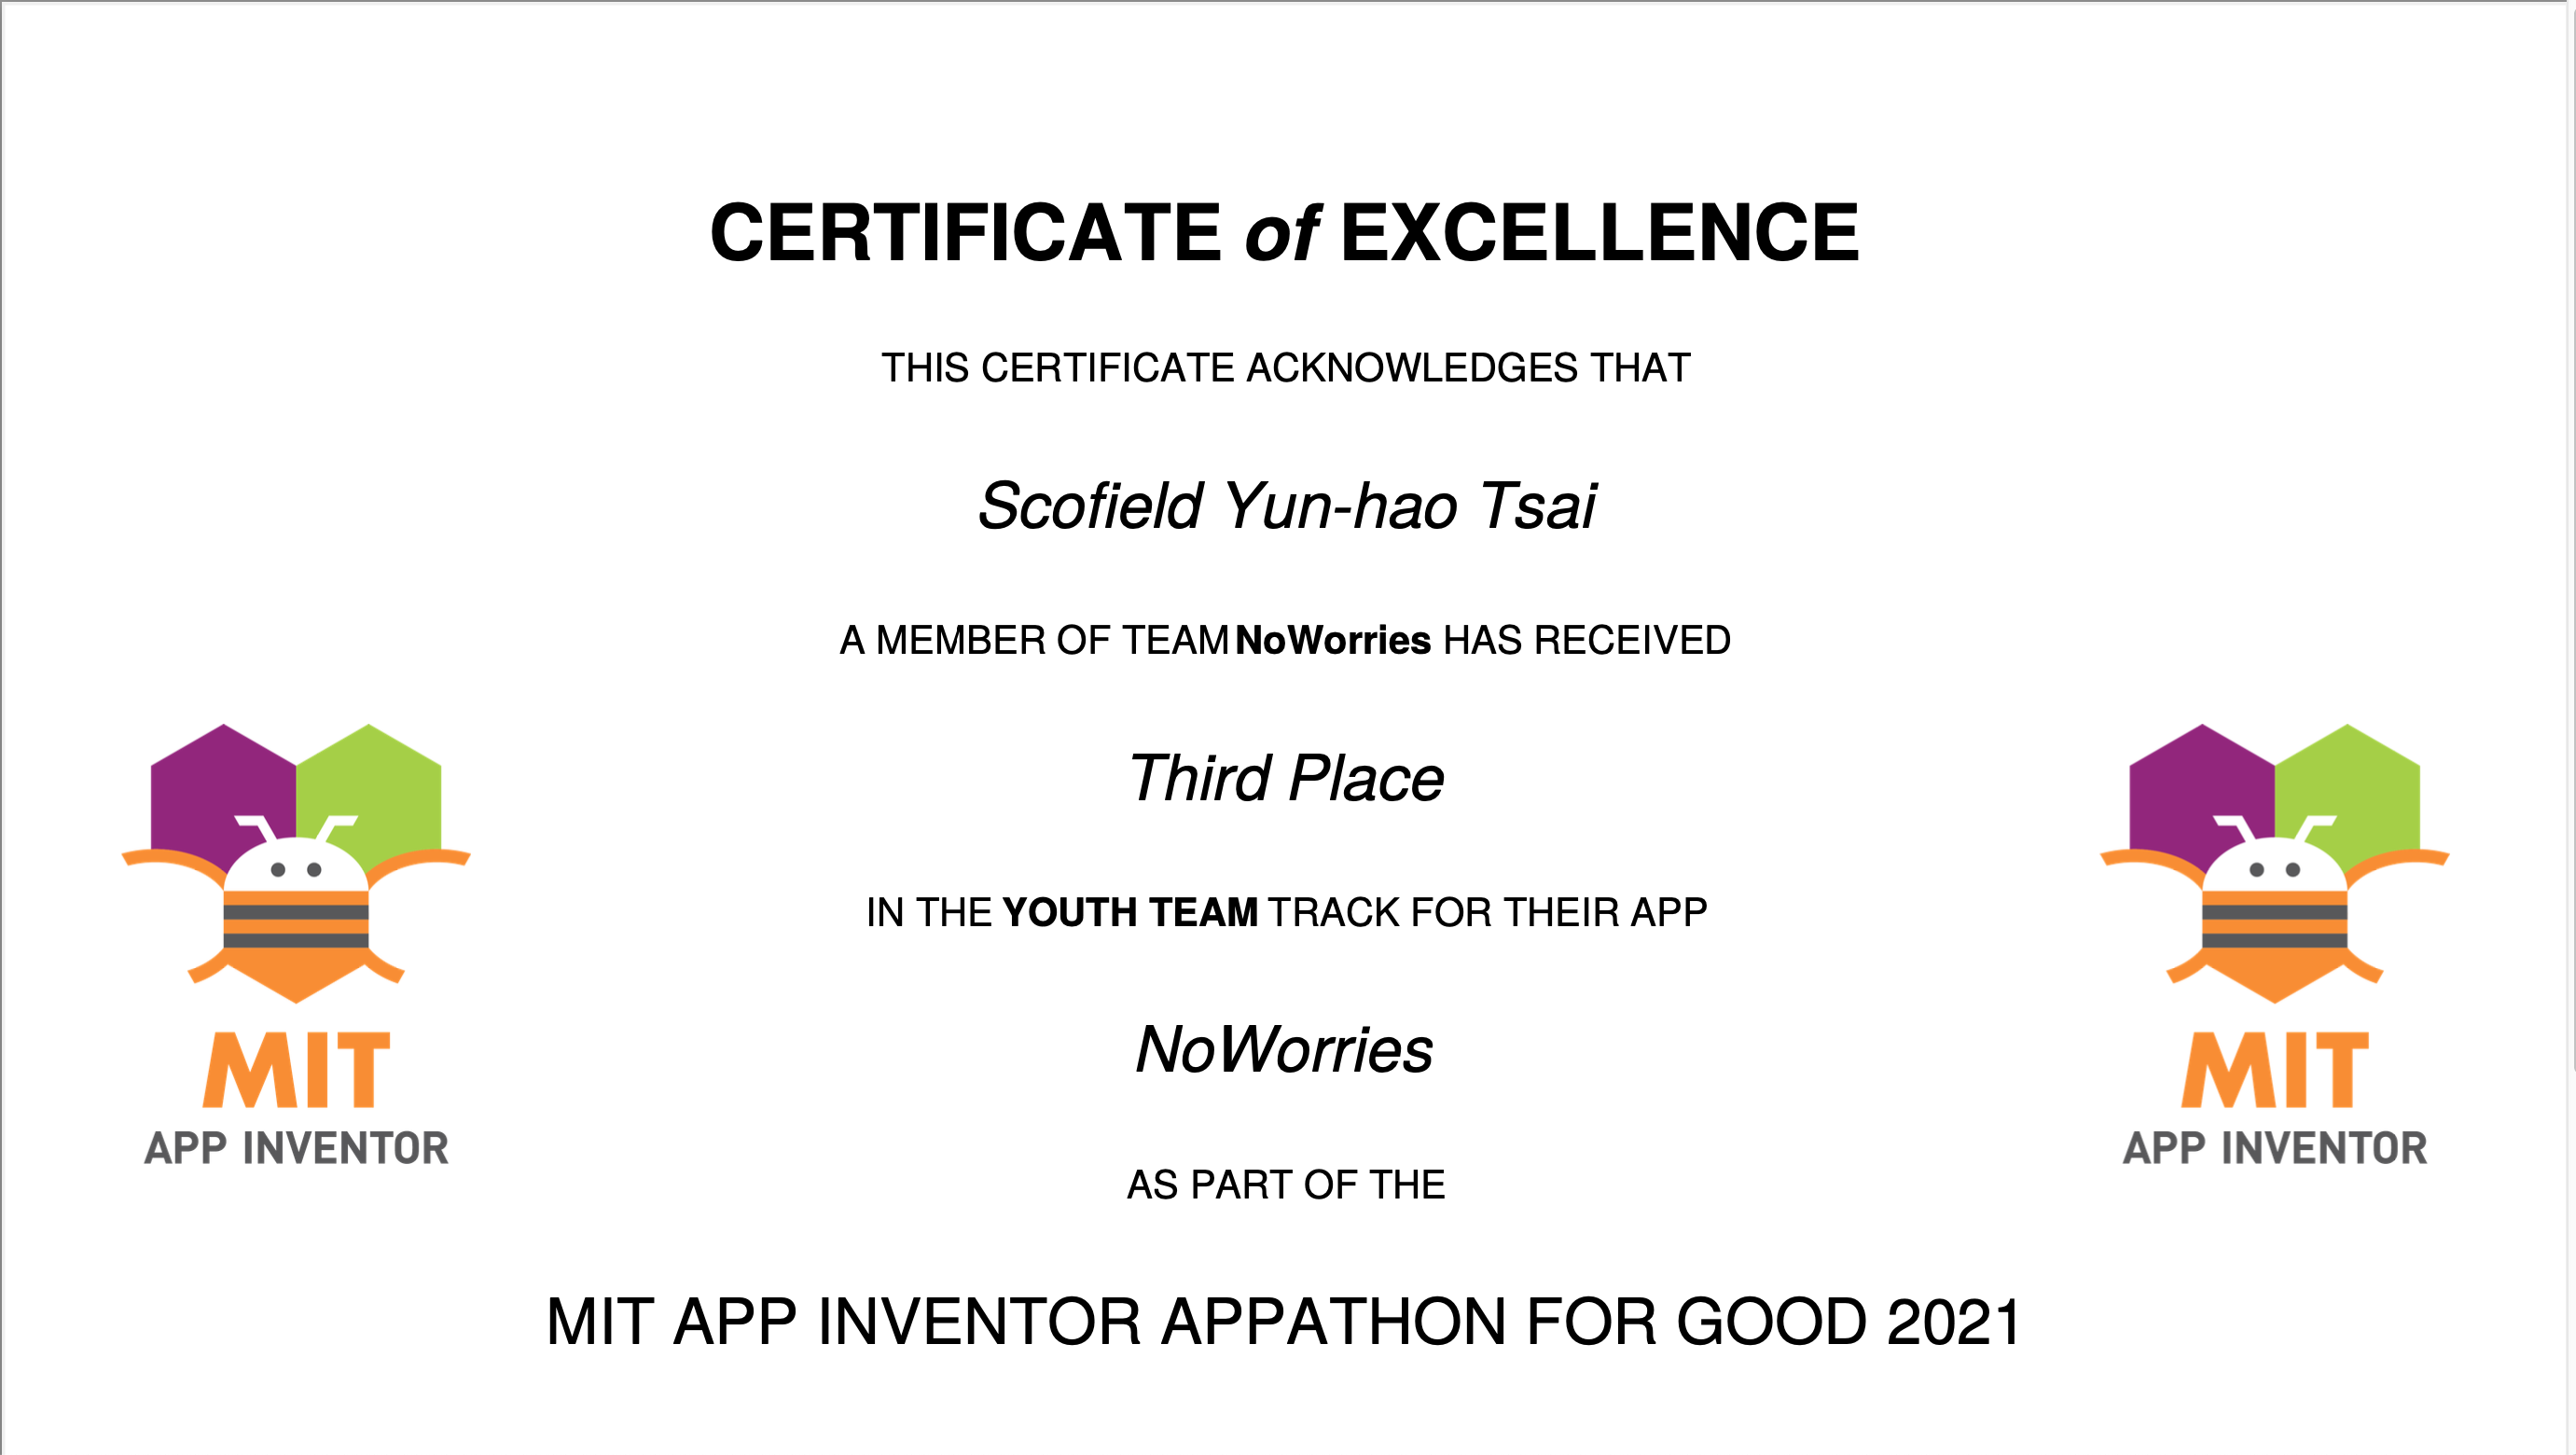 CERTIFICATE of EXCELLENCE
THIS CERTIFICATE ACKNOWLEDGES THAT
Scofield Yun-hao Tsai
A MEMBER OF TEAM NoWorries HAS RECEIVED
Third Place
IN THE YOUTH TEAM TRACK FOR THEIR APP
NoWorries
AS PART OF THE
MIT APP INVENTOR APPATHON FOR GOOD 2021
MIT
APP INVENTOR
MIT
APP INVENTOR